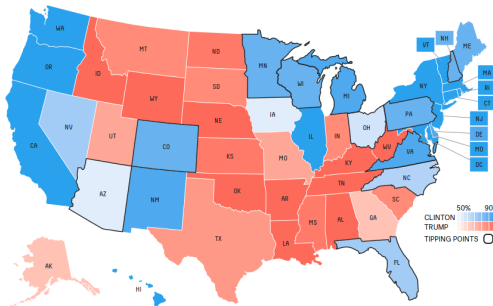 WA
VT
NH
ME
MT
ND
OR
MN
ID
SD
WI
MA
NY
RI
WY
MI
CT
IA
PA
NJ
NE
OH
NV
IL
IN
DE
UT
CO
WV
VA
MD
CA
KS
MO
KY
DC
NC
TN
AZ
NM
OK
AR
SC
MS
AL
GA
50% 90
CLINTON
TRUMP
TX
LA
TIPPING POINTS
FL
AK
HI